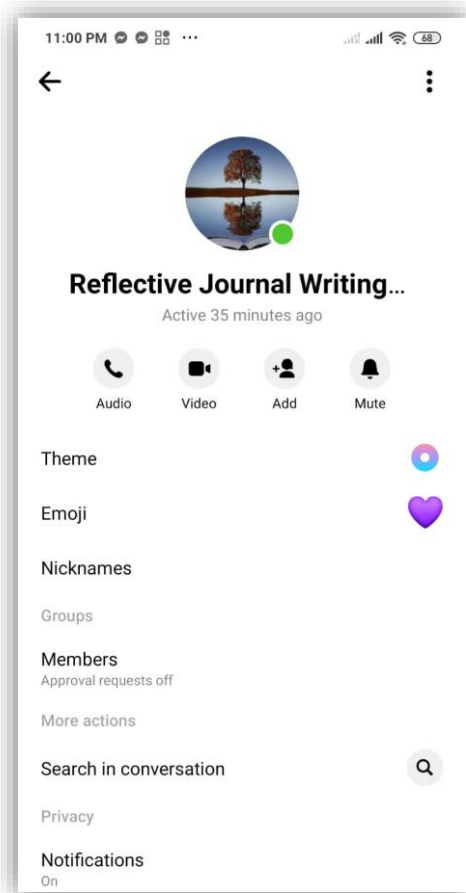 11:00 PM ...
68
Reflective Journal Writing...
Active 35 minutes ago
Audio Video Add Mute
Theme
Emoji
Nicknames
Groups
Members
Approval requests off
More actions
Search in conversation
Privacy
Notifications
On